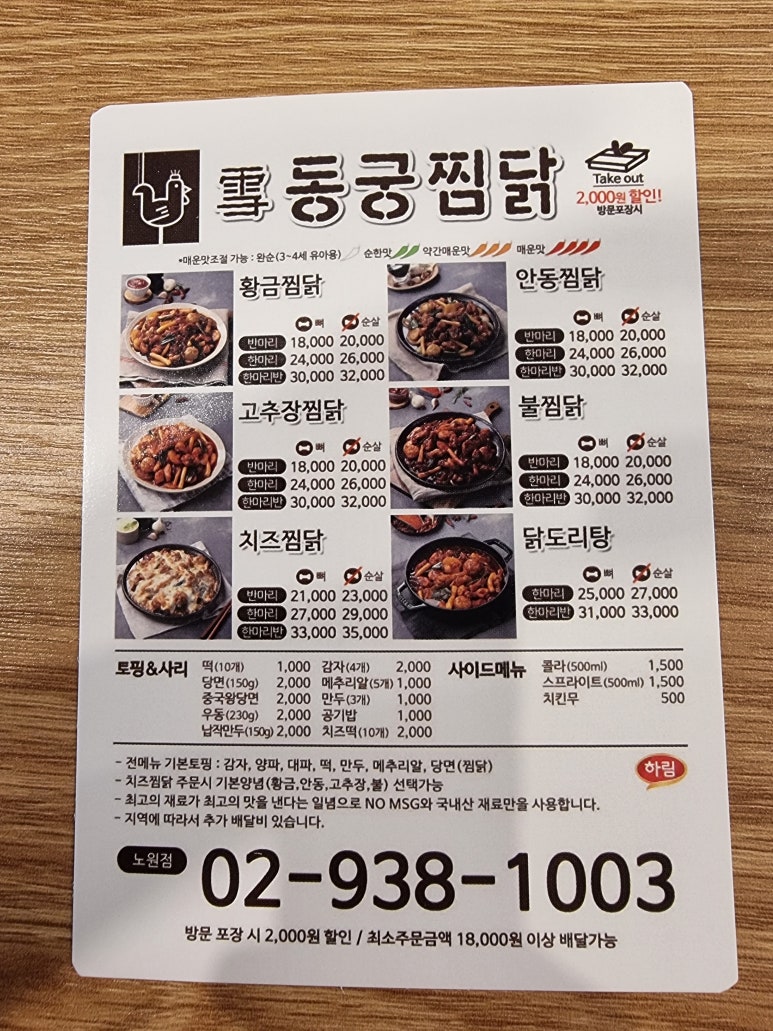 雪 통궁찜닭
Take out
2,000원 할인!
방문포장시
*매운맛조절 가능 : 완순(3~4세 유아용) 순한맛 약간매운맛 매운맛
황금찜닭
뼈 순살
반마리 18,000 20,000
한마리 24,000 26,000
한마리반 30,000 32,000
안동찜닭
뼈 순살
반마리 18,000 20,000
한마리 24,000 26,000
한마리반 30,000 32,000
고추장찜닭
뼈 순살
반마리 18,000 20,000
한마리 24,000 26,000
한마리반 30,000 32,000
불찜닭
뼈 순살
반마리 18,000 20,000
한마리 24,000 26,000
한마리반 30,000 32,000
치즈찜닭
뼈 순살
반마리 21,000 23,000
한마리 27,000 29,000
한마리반 33,000 35,000
닭도리탕
뼈 순살
한마리 25,000 27,000
한마리반 31,000 33,000
토핑&사리
떡(10개) 1,000 감자(4개) 2,000
당면(150g) 2,000 메추리알(5개) 1,000
중국왕당면 2,000 만두(3개) 1,000
우동(230g) 2,000 공기밥 1,000
납작만두(150g) 2,000 치즈떡(10개) 2,000
사이드메뉴
콜라(500ml) 1,500
스프라이트(500ml) 1,500
치킨무 500
- 전메뉴 기본토핑 : 감자, 양파, 대파, 떡, 만두, 메추리알, 당면(찜닭)
- 치즈찜닭 주문시 기본양념(황금,안동,고추장,불) 선택가능
- 최고의 재료가 최고의 맛을 낸다는 일념으로 NO MSG와 국내산 재료만을 사용합니다.
- 지역에 따라서 추가 배달비 있습니다.
하림
노원점 02-938-1003
방문 포장 시 2,000원 할인 / 최소주문금액 18,000원 이상 배달가능